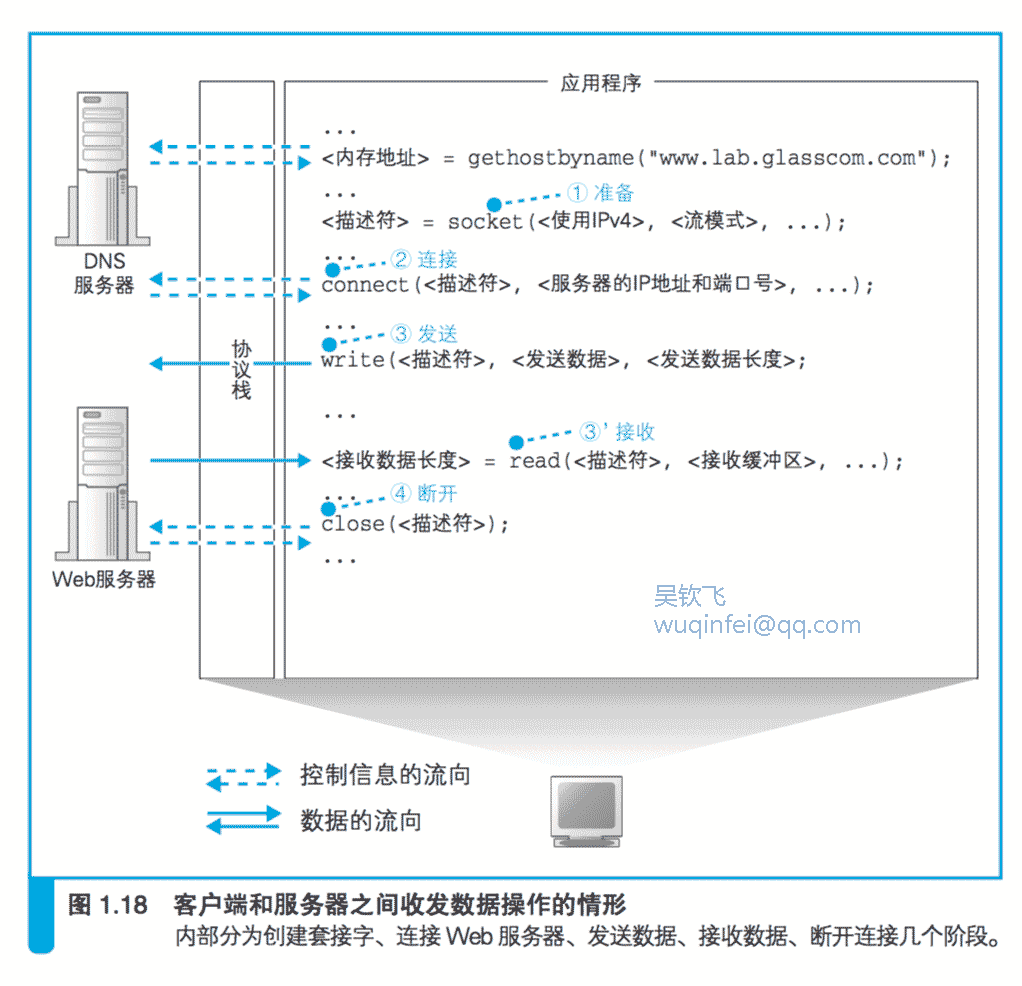 应用程序
...
<内存地址> = gethostbyname("www.lab.glasscom.com");
...
① 准备
<描述符> = socket(<使用IPv4>, <流模式>, ...);
DNS
服务器
...
② 连接
connect(<描述符>, <服务器的IP地址和端口号>, ...);
...
③ 发送
协议栈
write(<描述符>, <发送数据>, <发送数据长度>;
...
③' 接收
<接收数据长度> = read(<描述符>, <接收缓冲区>, ...);
...
④ 断开
close(<描述符>);
...
Web服务器
吴钦飞
wuqinfei@qq.com
控制信息的流向
数据的流向
图 1.18 客户端和服务器之间收发数据操作的情形
内部分为创建套接字、连接 Web 服务器、发送数据、接收数据、断开连接几个阶段。